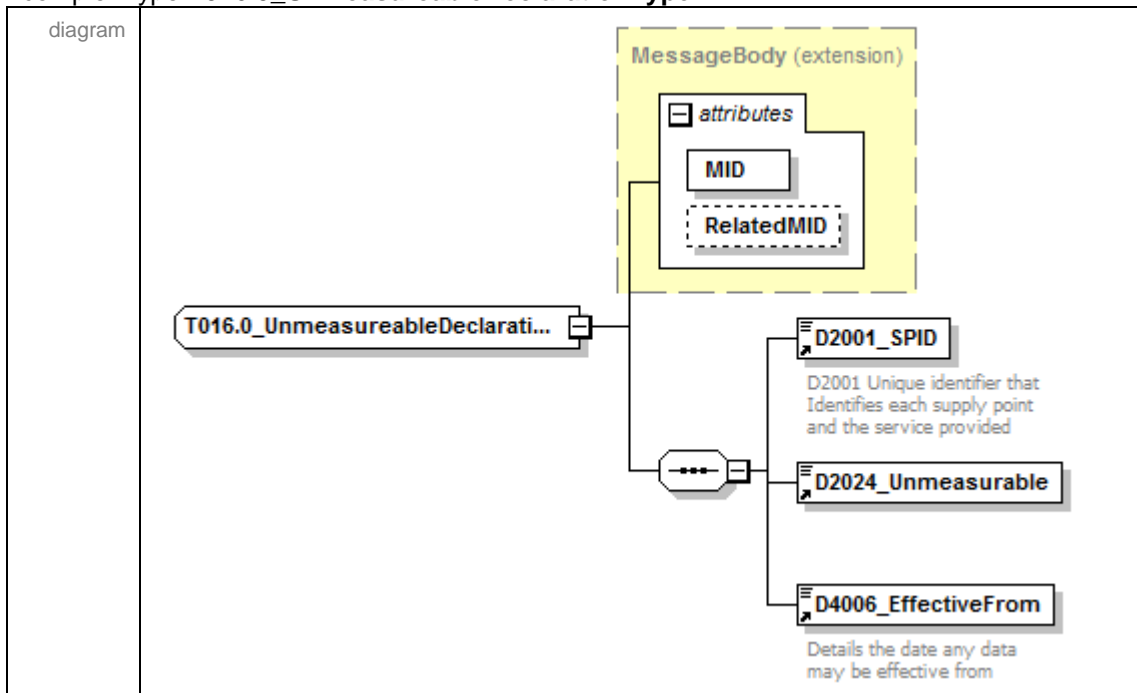 diagram
MessageBody (extension)
attributes
MID
RelatedMID
T016.0_UnmeasureableDeclarati...
D2001_SPID
D2001 Unique identifier that
Identifies each supply point
and the service provided
D2024_Unmeasurable
D4006_EffectiveFrom
Details the date any data
may be effective from